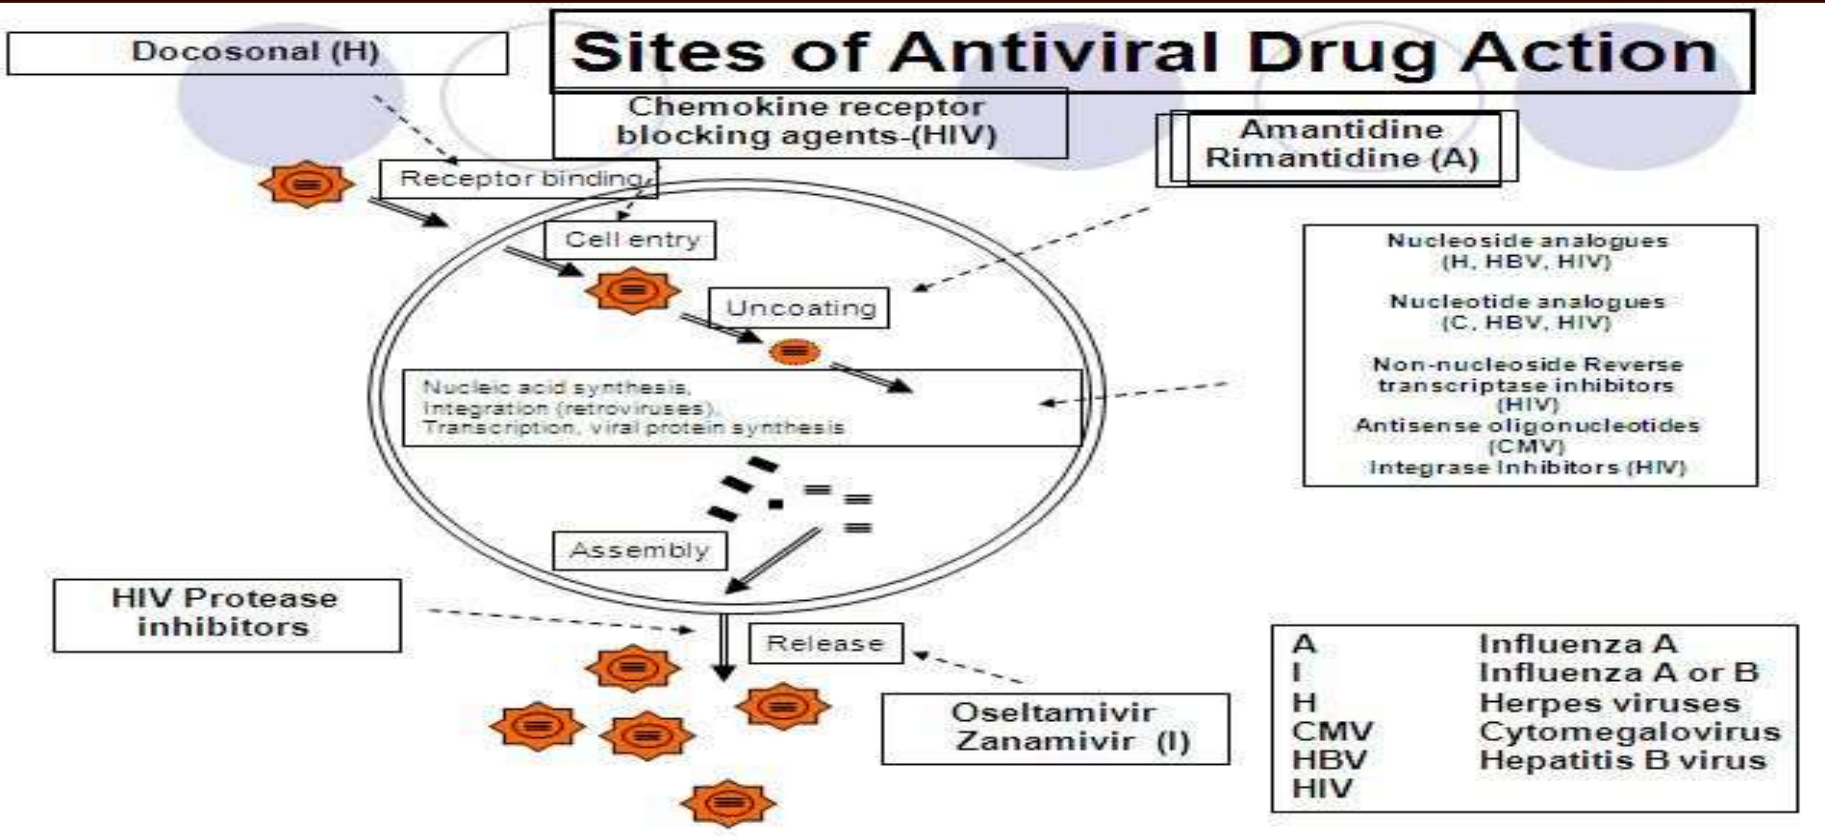 Docosonal (H)
Sites of Antiviral Drug Action
Chemokine receptor
blocking agents-(HIV)
Amantidine
Rimantidine (A)
Receptor binding
Cell entry
Uncoating
Nucleoside analogues
(H, HBV, HIV)
Nucleotide analogues
(C, HBV, HIV)
Non-nucleoside Reverse
transcriptase inhibitors
(HIV)
Antisense oligonucleotides
(CMV)
Integrase Inhibitors (HIV)
Nucleic acid synthesis,
Integration (retroviruses),
Transcription, viral protein synthesis
Assembly
HIV Protease
inhibitors
Release
Oseltamivir
Zanamivir (I)
A Influenza A
I Influenza A or B
H Herpes viruses
CMV Cytomegalovirus
HBV Hepatitis B virus
HIV